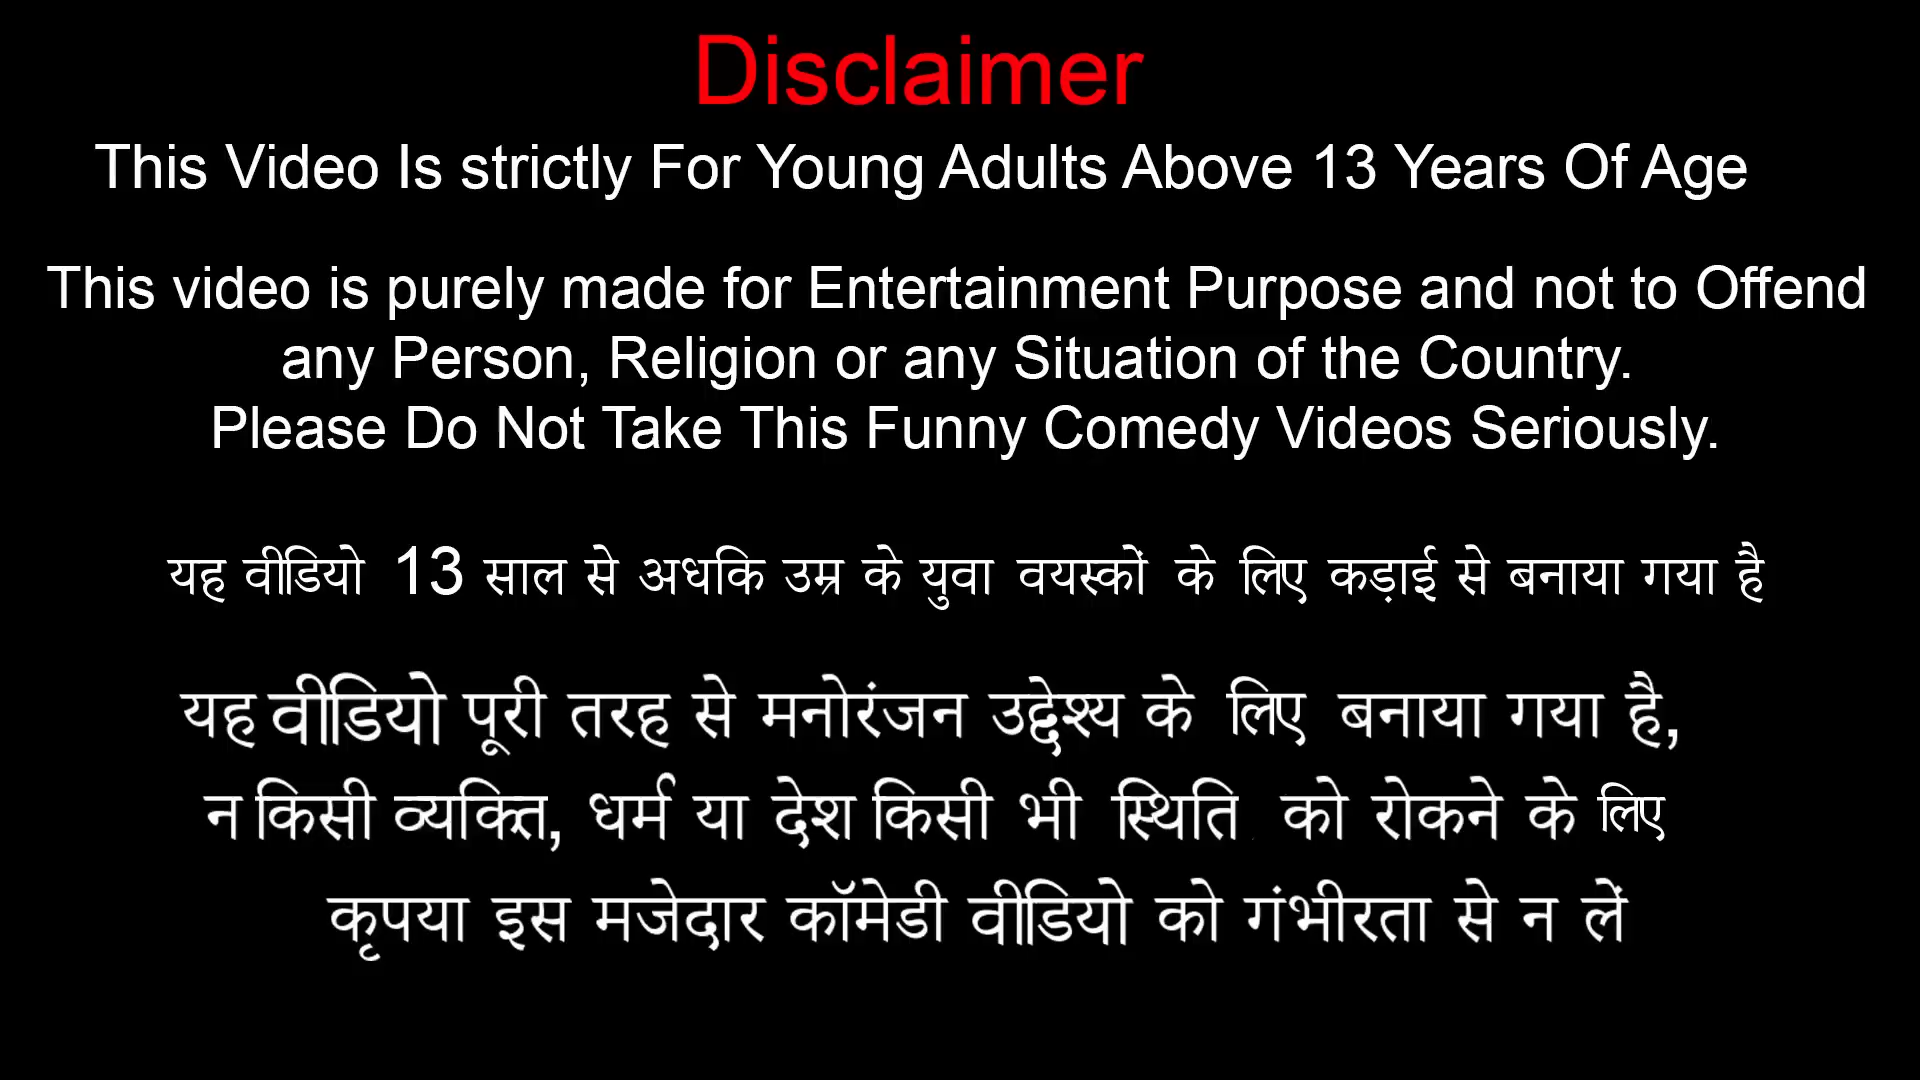 Disclaimer
This Video Is strictly For Young Adults Above 13 Years Of Age
This video is purely made for Entertainment Purpose and not to Offend
any Person, Religion or any Situation of the Country.
Please Do Not Take This Funny Comedy Videos Seriously.
यह वीडियो 13 साल से अधकि उम्र के युवा वयस्कों के लिए कड़ाई से बनाया गया है
यह वीडियो पूरी तरह से मनोरंजन उद्देश्य के लिए बनाया गया है,
न किसी व्यक्ति, धर्म या देश किसी भी स्थिति को रोकने के लिए
कृपया इस मजेदार कॉमेडी वीडियो को गंभीरता से न लें